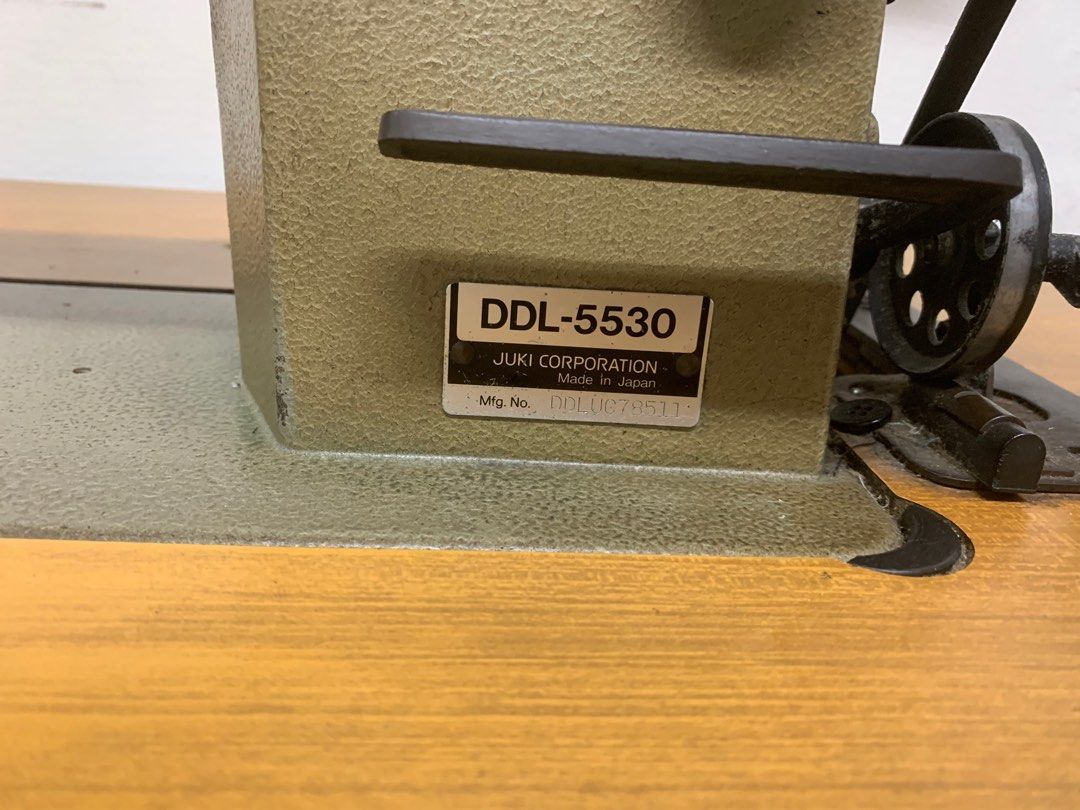 DDL-5530
JUKI CORPORATION
Made in Japan
Mfg. No. DDLUC78511